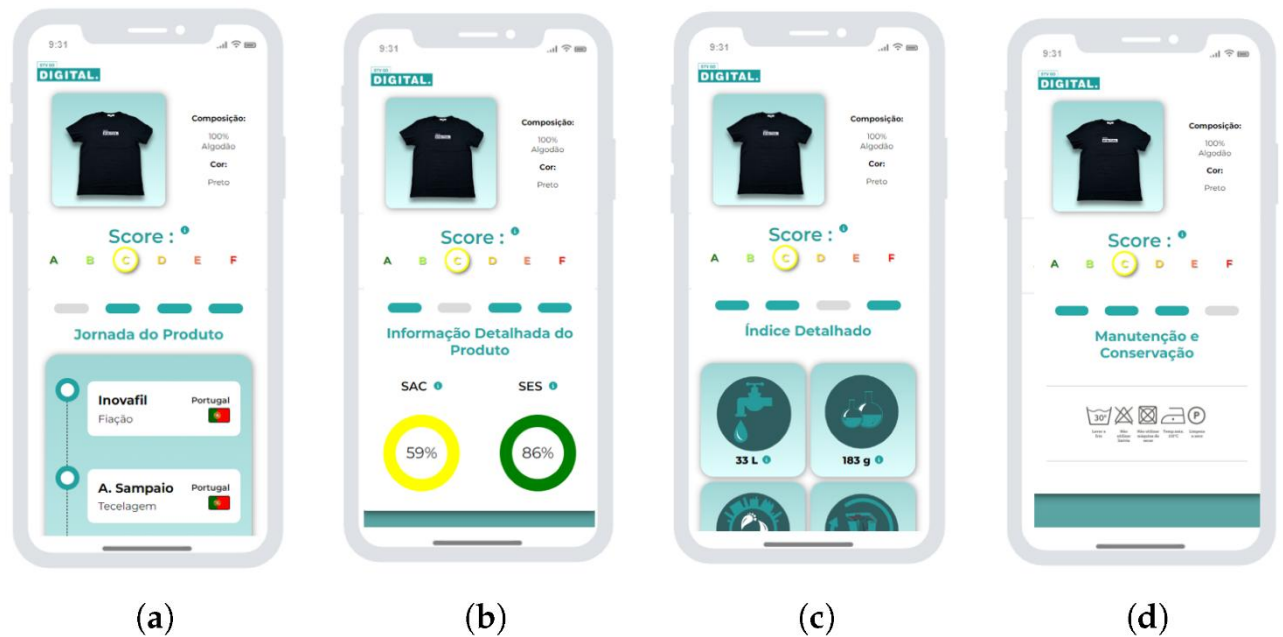 9:31
DIGITAL.
Composição:
100%
Algodão
Cor:
Preto
Score :
A B C D E F
Jornada do Produto
Inovafil
Fiação
Portugal
A. Sampaio
Tecelagem
Portugal
(a)
9:31
DIGITAL.
Composição:
100%
Algodão
Cor:
Preto
Score :
A B C D E F
Informação Detalhada do
Produto
SAC
SES
59%
86%
(b)
9:31
DIGITAL.
Composição:
100%
Algodão
Cor:
Preto
Score :
A B C D E F
Índice Detalhado
33 L
183 g
(c)
9:31
DIGITAL.
Composição:
100%
Algodão
Cor:
Preto
Score :
A B C D E F
Manutenção e
Conservação
30°
P
(d)